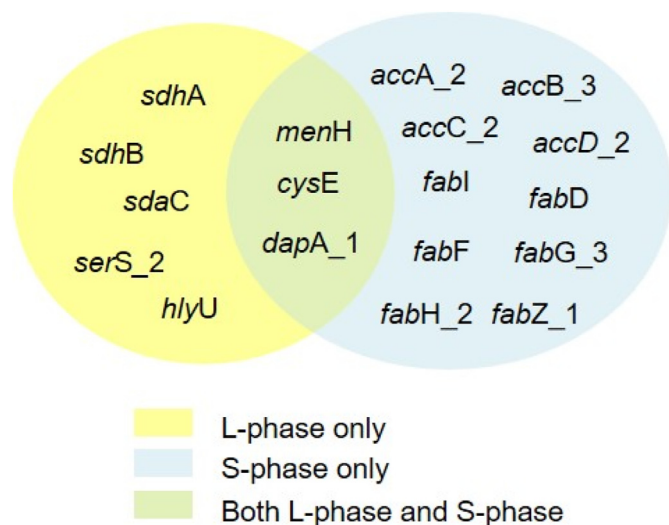 sdhA
sdhB
sdaC
serS_2
hlyU
menH
cysE
dapA_1
accA_2
accB_3
accC_2
accD_2
fabI
fabD
fabF
fabG_3
fabH_2
fabZ_1
L-phase only
S-phase only
Both L-phase and S-phase